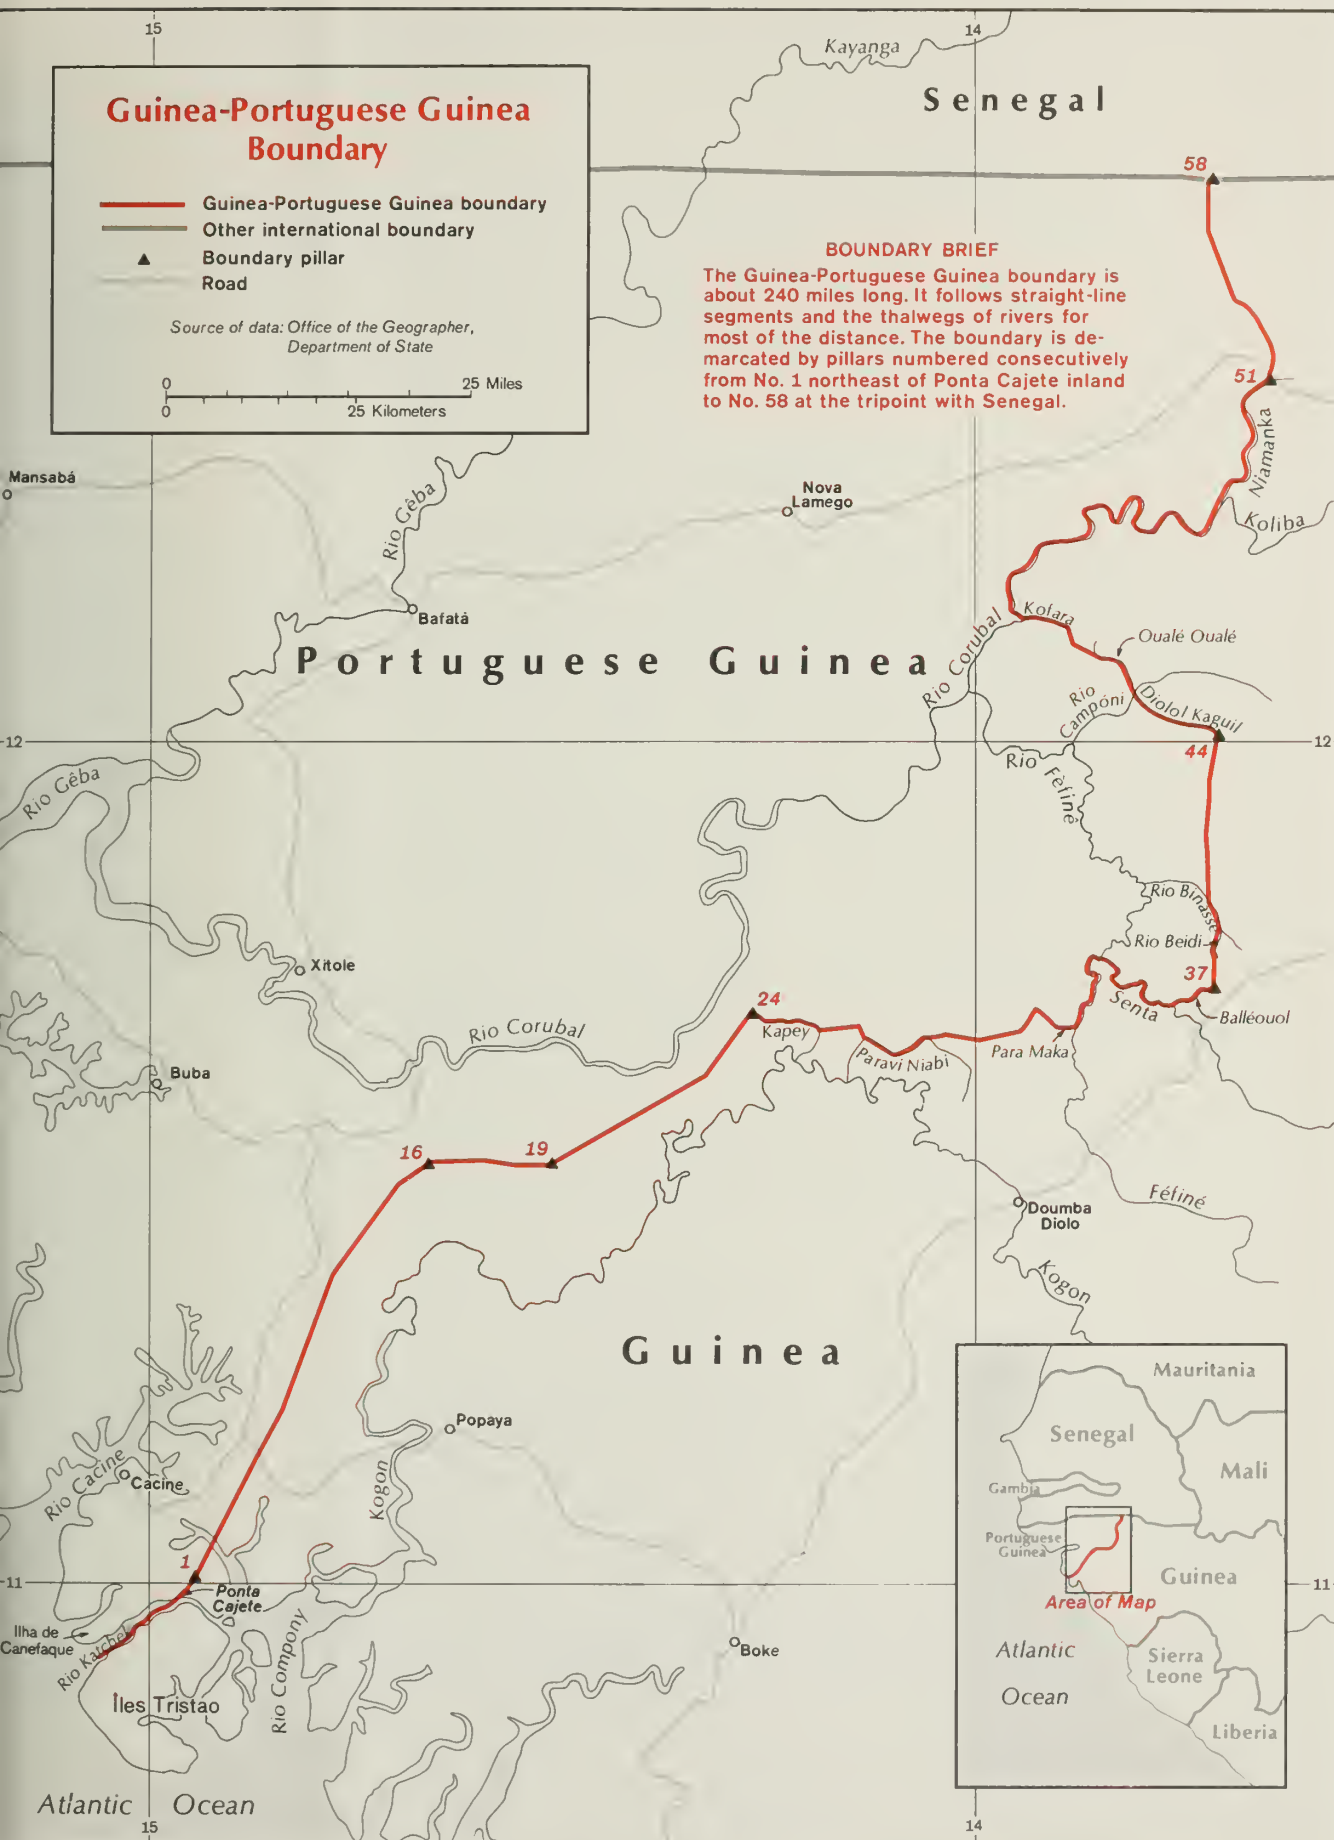 15
14
Kayanga
Senegal
Guinea-Portuguese Guinea
Boundary
Guinea-Portuguese Guinea boundary
Other international boundary
Boundary pillar
Road
Source of data: Office of the Geographer,
Department of State
0 25 Miles
0 25 Kilometers
58
BOUNDARY BRIEF
The Guinea-Portuguese Guinea boundary is
about 240 miles long. It follows straight-line
segments and the thalwegs of rivers for
most of the distance. The boundary is de-
marcated by pillars numbered consecutively
from No. 1 northeast of Ponta Cajete inland
to No. 58 at the tripoint with Senegal.
51
Niamanka
Koliba
Mansabá
Rio Gêba
Nova
Lamego
Bafatá
Kofara
Oualé Oualé
Portuguese Guinea
Rio Corubal
Rio
Campóni
Diolol Kaguil
12
12
44
Rio Gêba
Rio
Fèfinê
Rio Binasse
Rio Beidi
Xitole
37
Senta
Balléouol
24
Kapey
Rio Corubal
Paravi Niabi
Para Maka
Buba
16
19
Féfiné
Doumba
Diolo
Kogon
Guinea
Popaya
Rio Cacine
Cacine
Kogon
1
11
11
Ponta
Cajete
Ilha de
Canefaque
Rio Katchek
Rio Compony
Boke
Îles Tristao
Atlantic Ocean
Mauritania
Senegal
Mali
Gambia
Portuguese
Guinea
Guinea
Area of Map
Atlantic
Ocean
Sierra
Leone
Liberia
15
14